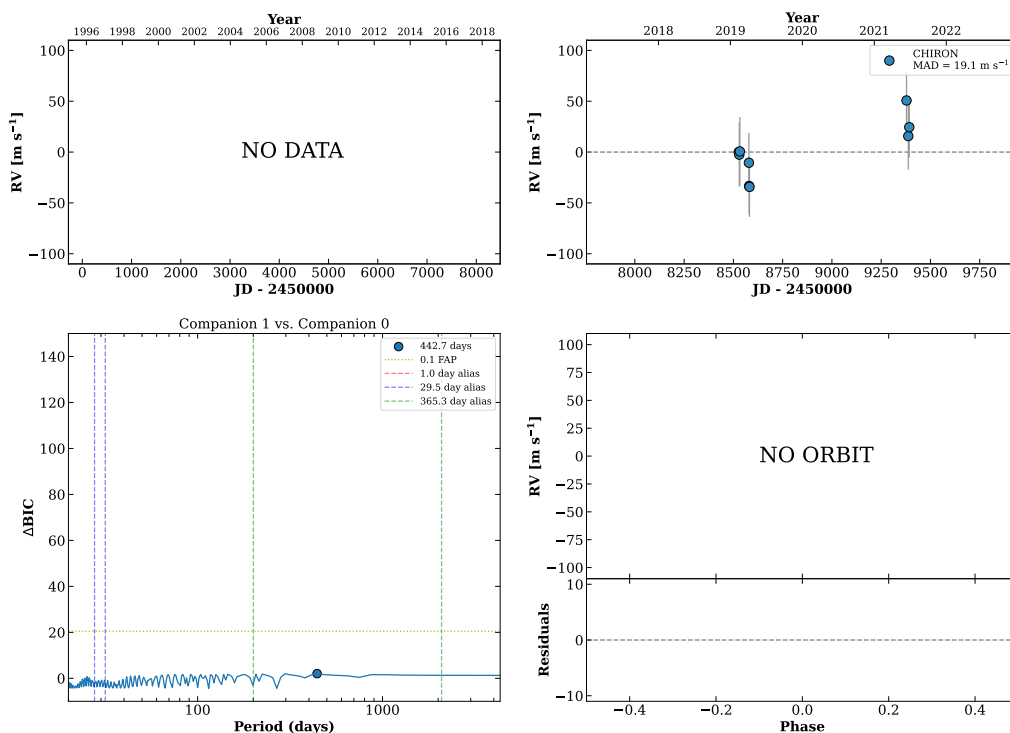 Year
1996 1998 2000 2002 2004 2006 2008 2010 2012 2014 2016 2018
RV [m s⁻¹]
100
50
0
−50
−100
NO DATA
0 1000 2000 3000 4000 5000 6000 7000 8000
JD - 2450000
Year
2018 2019 2020 2021 2022
RV [m s⁻¹]
100
50
0
−50
−100
CHIRON
MAD = 19.1 m s⁻¹
8000 8250 8500 8750 9000 9250 9500 9750
JD - 2450000
Companion 1 vs. Companion 0
ΔBIC
140
120
100
80
60
40
20
0
442.7 days
0.1 FAP
1.0 day alias
29.5 day alias
365.3 day alias
100 1000
Period (days)
RV [m s⁻¹]
100
75
50
25
0
−25
−50
−75
−100
NO ORBIT
Residuals
10
0
−10
−0.4 −0.2 0.0 0.2 0.4
Phase